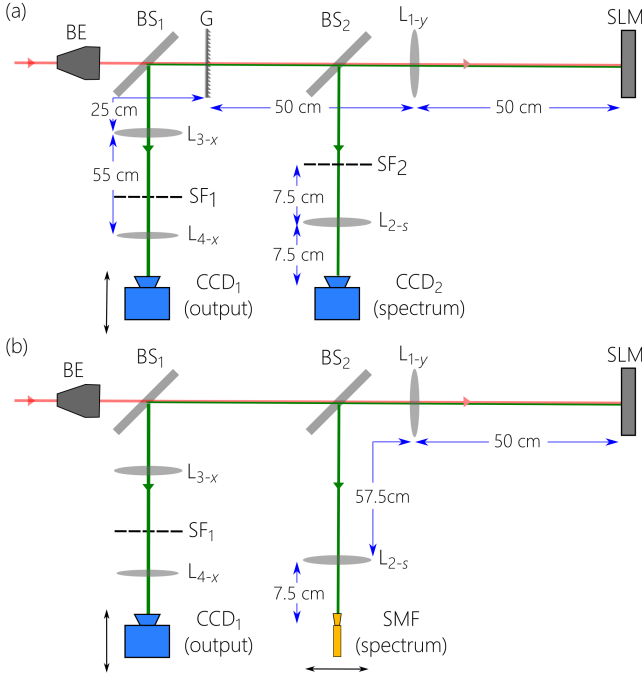 (a)
BE
BS1
G
BS2
L1-y
SLM
25 cm
50 cm
50 cm
L3-x
55 cm
SF1
SF2
7.5 cm
L2-s
L4-x
7.5 cm
CCD1
(output)
CCD2
(spectrum)
(b)
BE
BS1
BS2
L1-y
SLM
50 cm
L3-x
57.5cm
SF1
L2-s
L4-x
7.5 cm
CCD1
(output)
SMF
(spectrum)